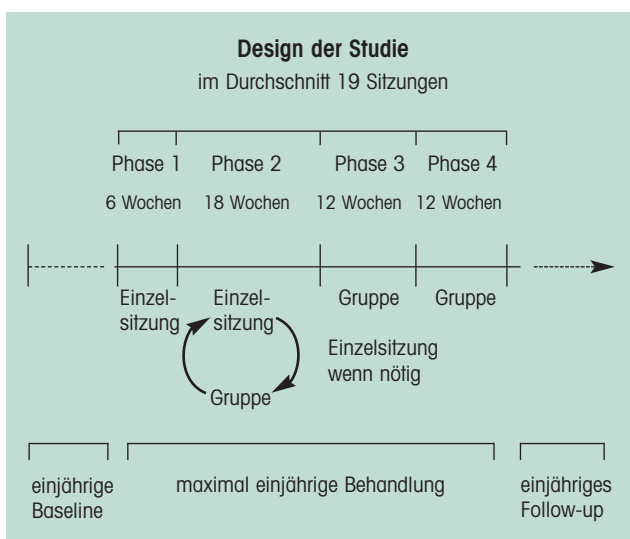 Design der Studie
im Durchschnitt 19 Sitzungen
Phase 1 Phase 2 Phase 3 Phase 4
6 Wochen 18 Wochen 12 Wochen 12 Wochen
Einzel-
sitzung
Einzel-
sitzung
Gruppe
Gruppe
Gruppe
Einzelsitzung
wenn nötig
einjährige
Baseline
maximal einjährige Behandlung
einjähriges
Follow-up